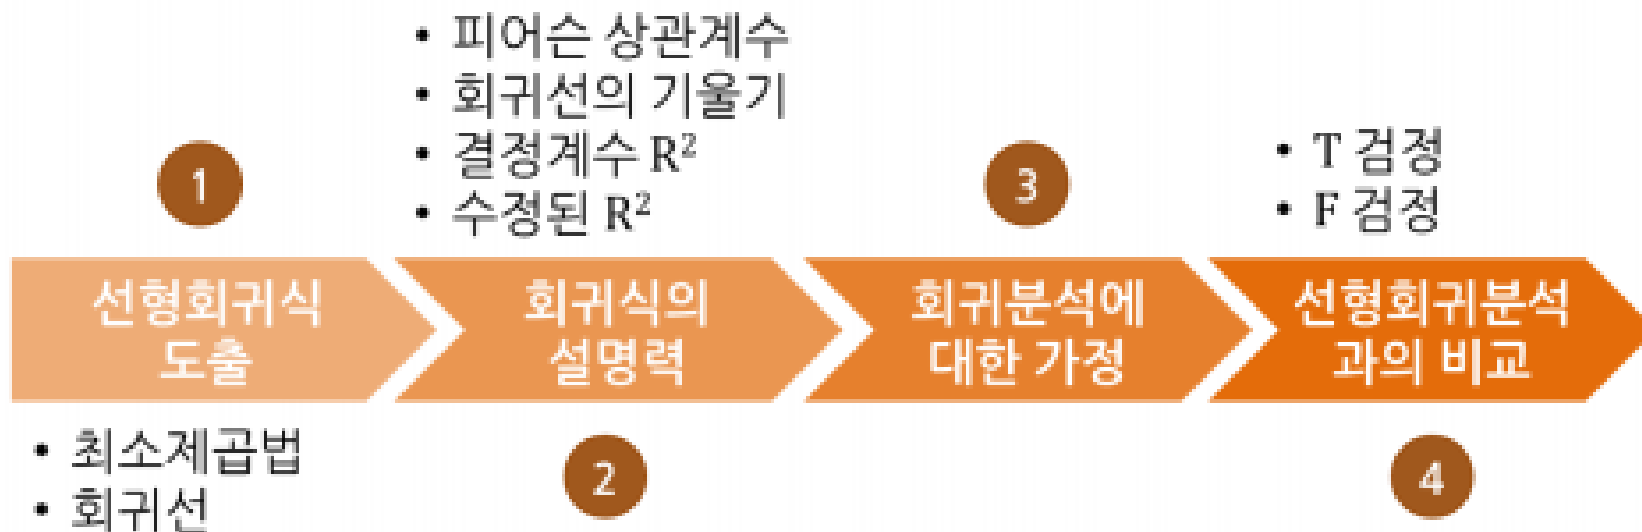 1
선형회귀식
도출
• 최소제곱법
• 회귀선
• 피어슨 상관계수
• 회귀선의 기울기
• 결정계수 R²
• 수정된 R²
회귀식의
설명력
2
3
회귀분석에
대한 가정
• T 검정
• F 검정
선형회귀분석
과의 비교
4